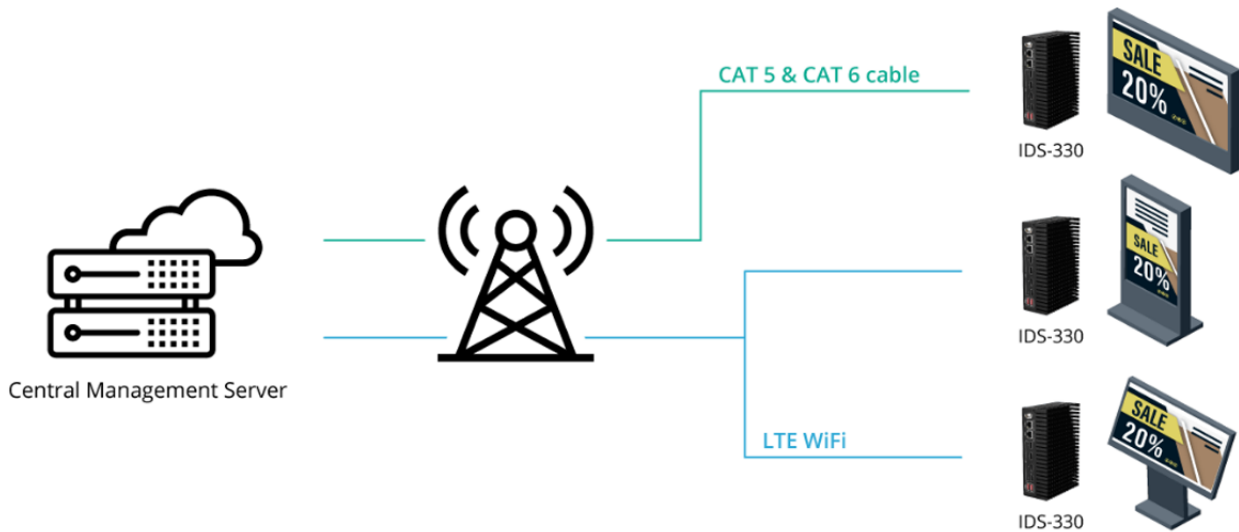 CAT 5 & CAT 6 cable
SALE
20%
IDS-330
SALE
20%
IDS-330
Central Management Server
LTE WiFi
SALE
20%
IDS-330